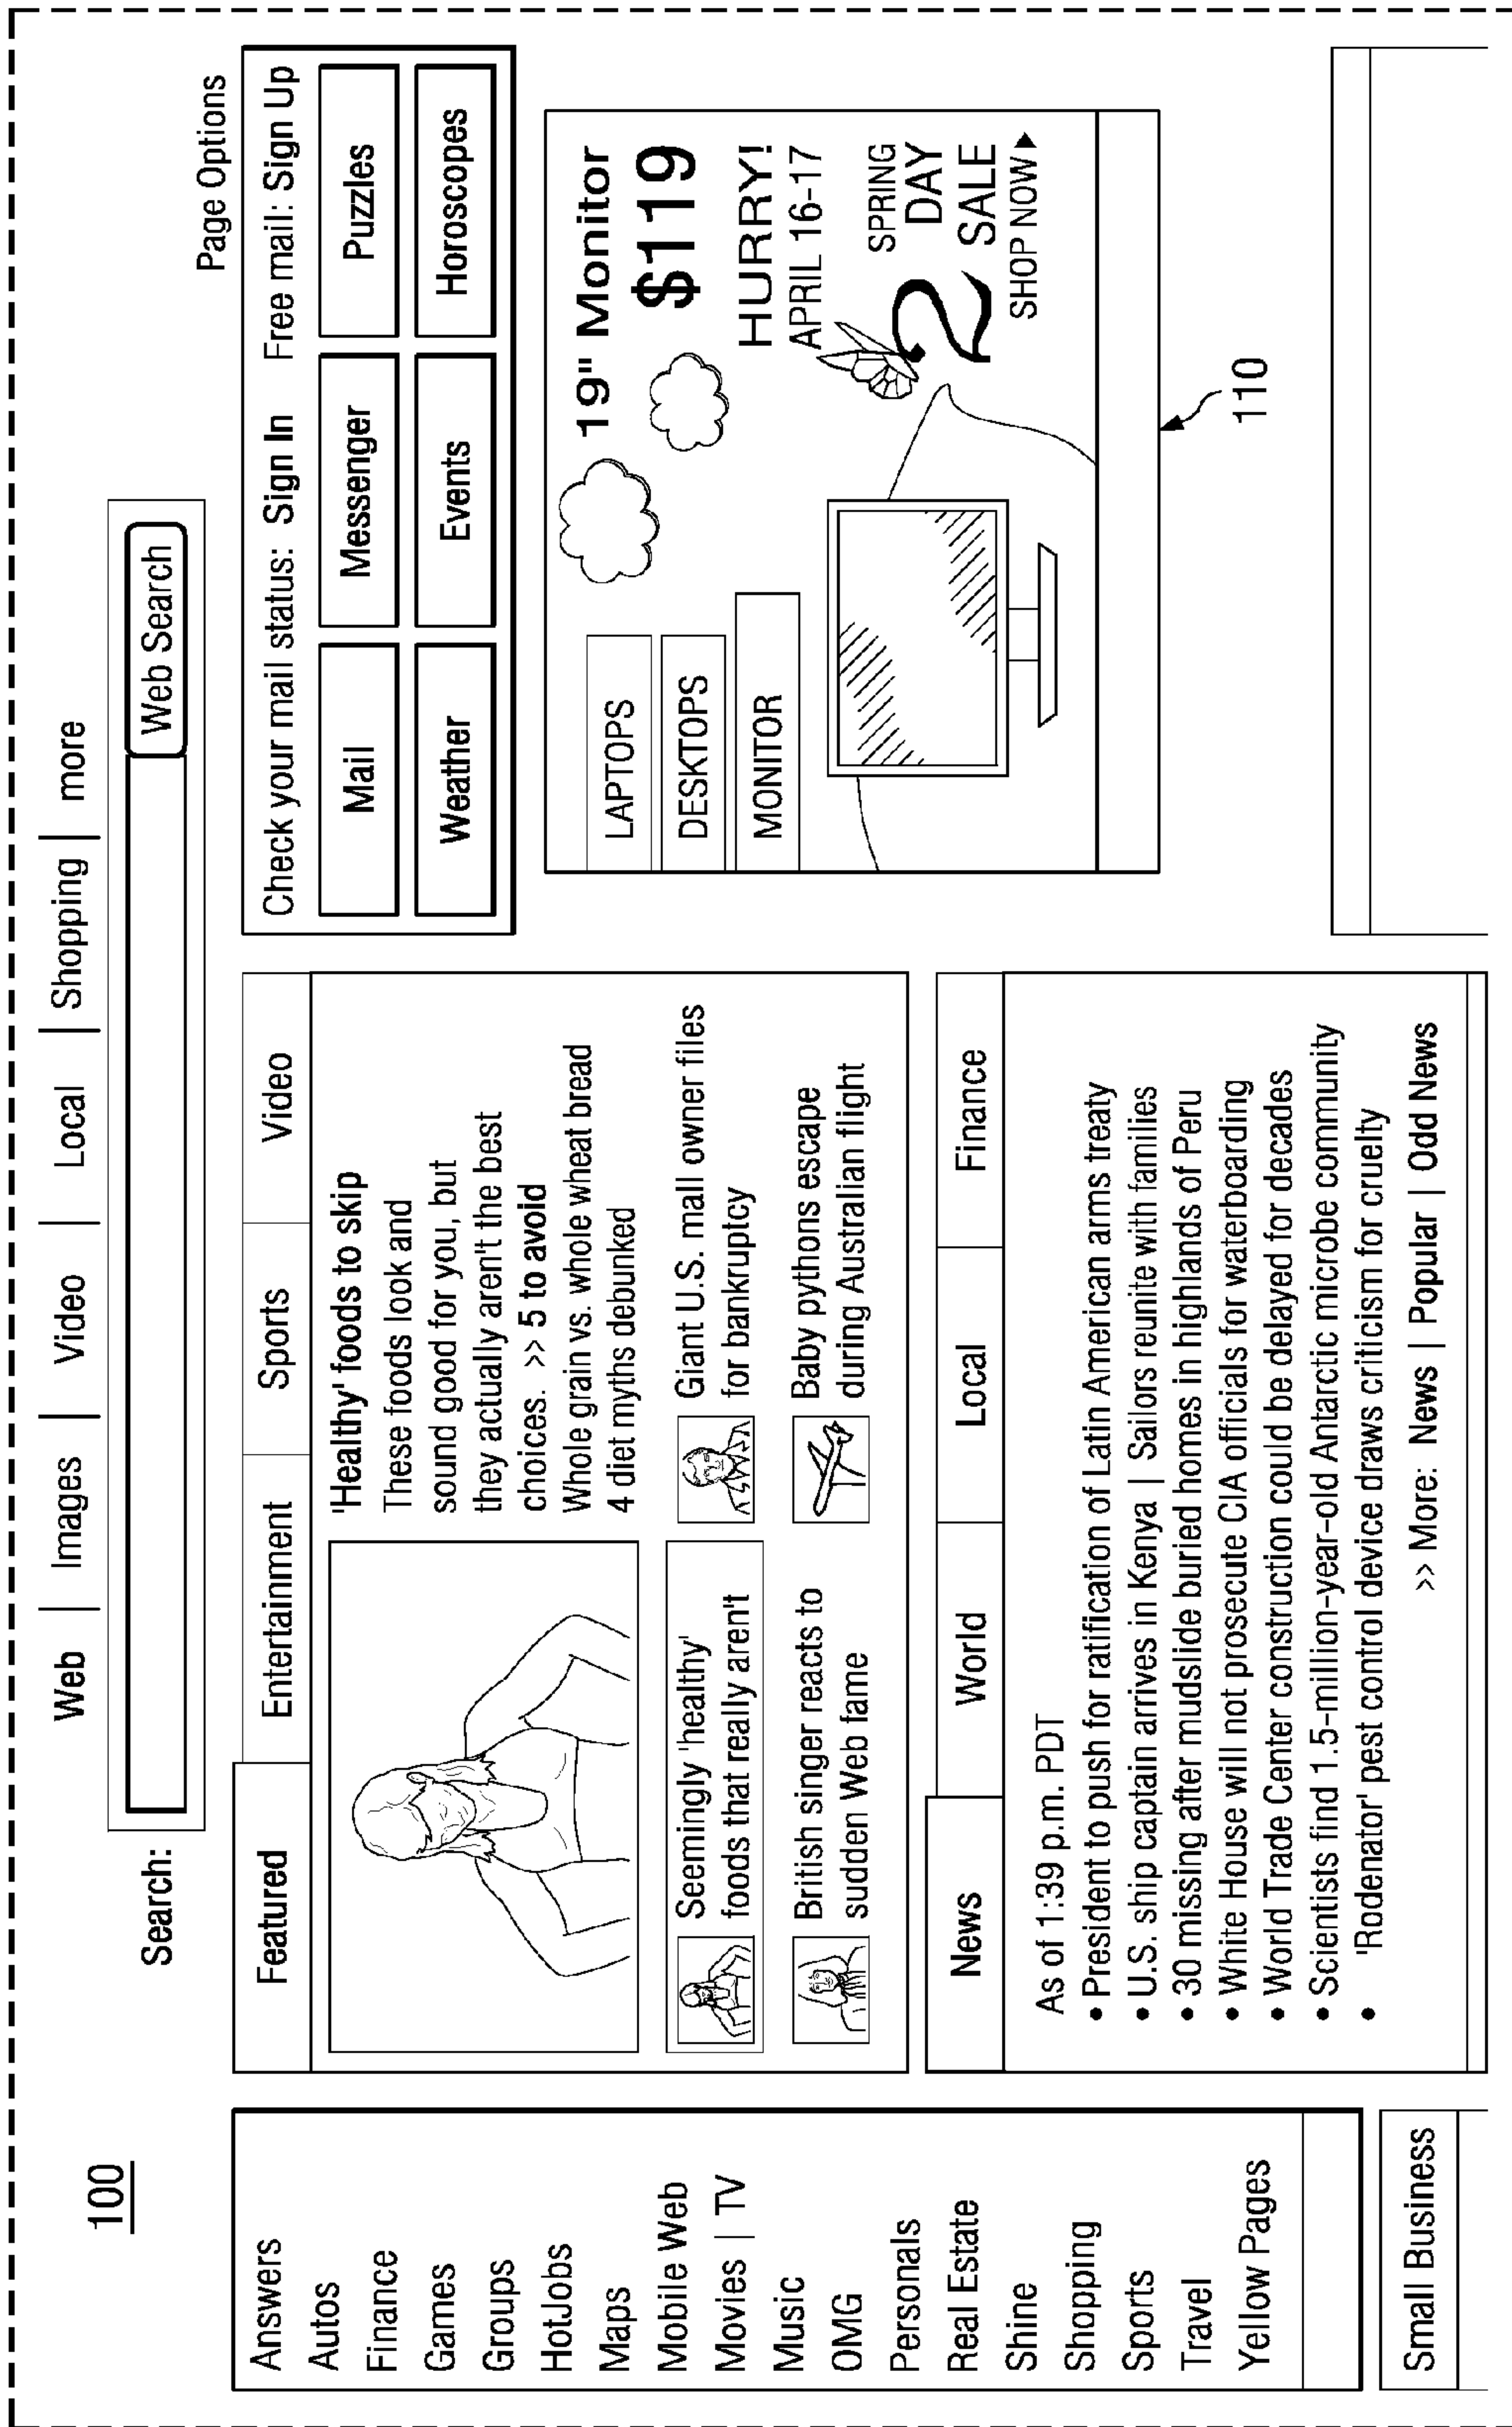 100
Web | Images | Video | Local | Shopping | more
Search:
Web Search
Page Options
Answers
Autos
Finance
Games
Groups
HotJobs
Maps
Mobile Web
Movies | TV
Music
OMG
Personals
Real Estate
Shine
Shopping
Sports
Travel
Yellow Pages
Small Business
Featured
Entertainment
Sports
Video
'Healthy' foods to skip
These foods look and
sound good for you, but
they actually aren't the best
choices. >> 5 to avoid
Whole grain vs. whole wheat bread
4 diet myths debunked
Seemingly 'healthy'
foods that really aren't
Giant U.S. mall owner files
for bankruptcy
British singer reacts to
sudden Web fame
Baby pythons escape
during Australian flight
News
World
Local
Finance
As of 1:39 p.m. PDT
• President to push for ratification of Latin American arms treaty
• U.S. ship captain arrives in Kenya | Sailors reunite with families
• 30 missing after mudslide buried homes in highlands of Peru
• White House will not prosecute CIA officials for waterboarding
• World Trade Center construction could be delayed for decades
• Scientists find 1.5-million-year-old Antarctic microbe community
• 'Rodenator' pest control device draws criticism for cruelty
>> More: News | Popular | Odd News
Check your mail status: Sign In Free mail: Sign Up
Mail
Messenger
Puzzles
Weather
Events
Horoscopes
LAPTOPS
DESKTOPS
MONITOR
19" Monitor
$119
HURRY!
APRIL 16-17
SPRING
2 DAY
SALE
SHOP NOW
110